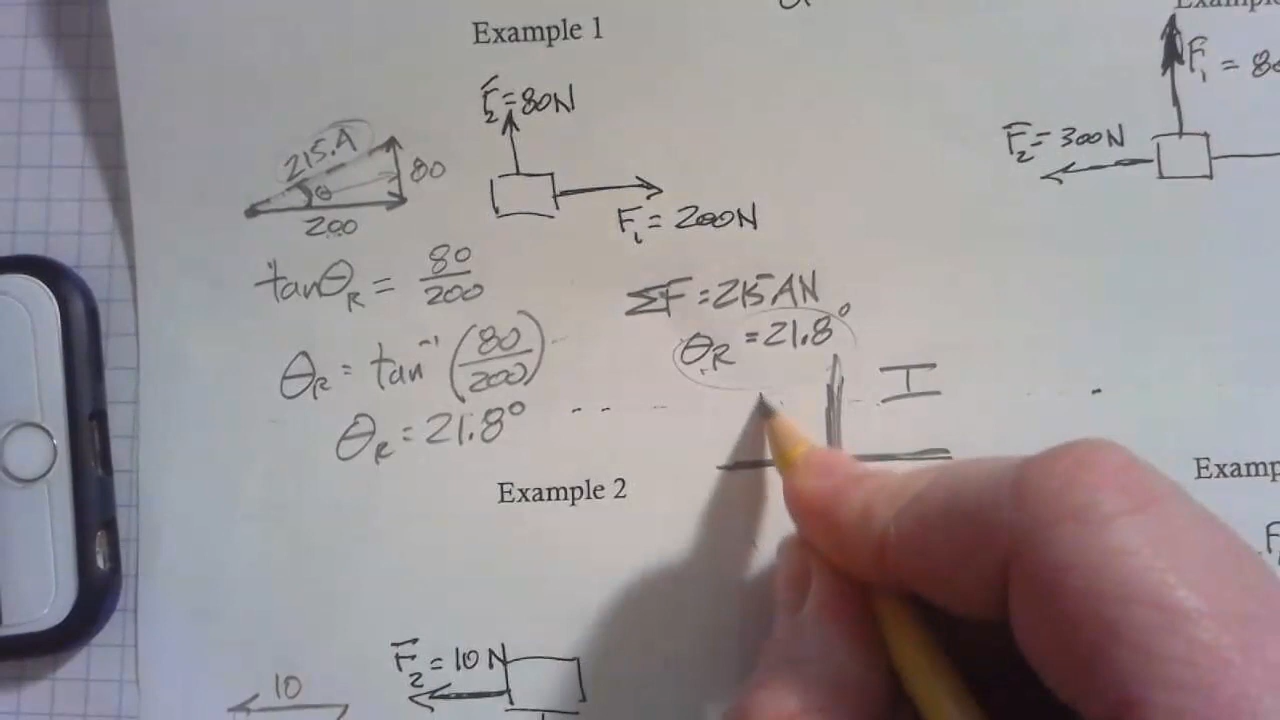 Example 1
F₂ = 80N
215.4
θ
80
200
F₁ = 200N
tanθR = 80/200
ΣF = 215.4N
θR = tan⁻¹(80/200)
θR = 21.8°
θR = 21.8°
I
Example 2
F₂ = 10N
10
F₁ = 80
F₂ = 300N